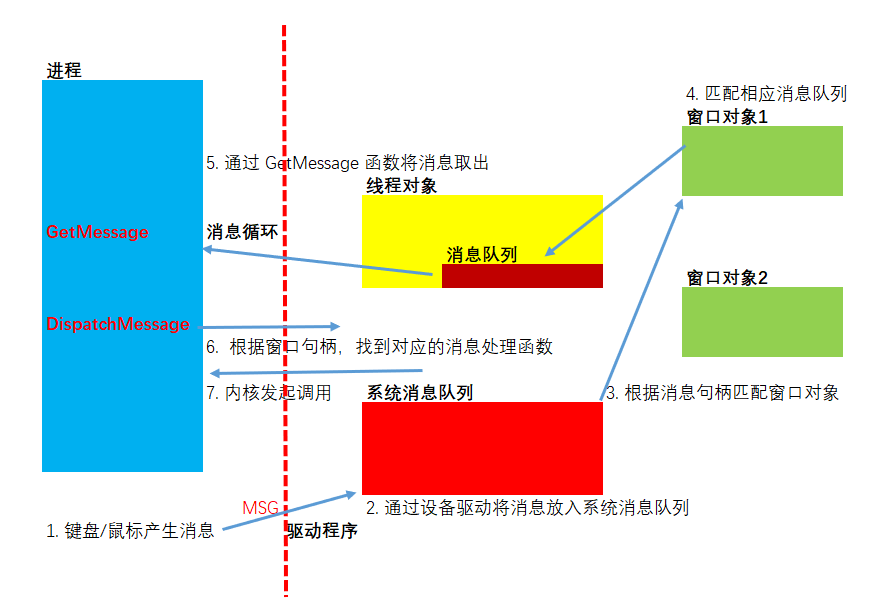 进程
4. 匹配相应消息队列
窗口对象1
5. 通过 GetMessage 函数将消息取出
线程对象
GetMessage
消息循环
消息队列
窗口对象2
DispatchMessage
6. 根据窗口句柄，找到对应的消息处理函数
7. 内核发起调用
系统消息队列
3. 根据消息句柄匹配窗口对象
MSG
2. 通过设备驱动将消息放入系统消息队列
1. 键盘/鼠标产生消息
驱动程序